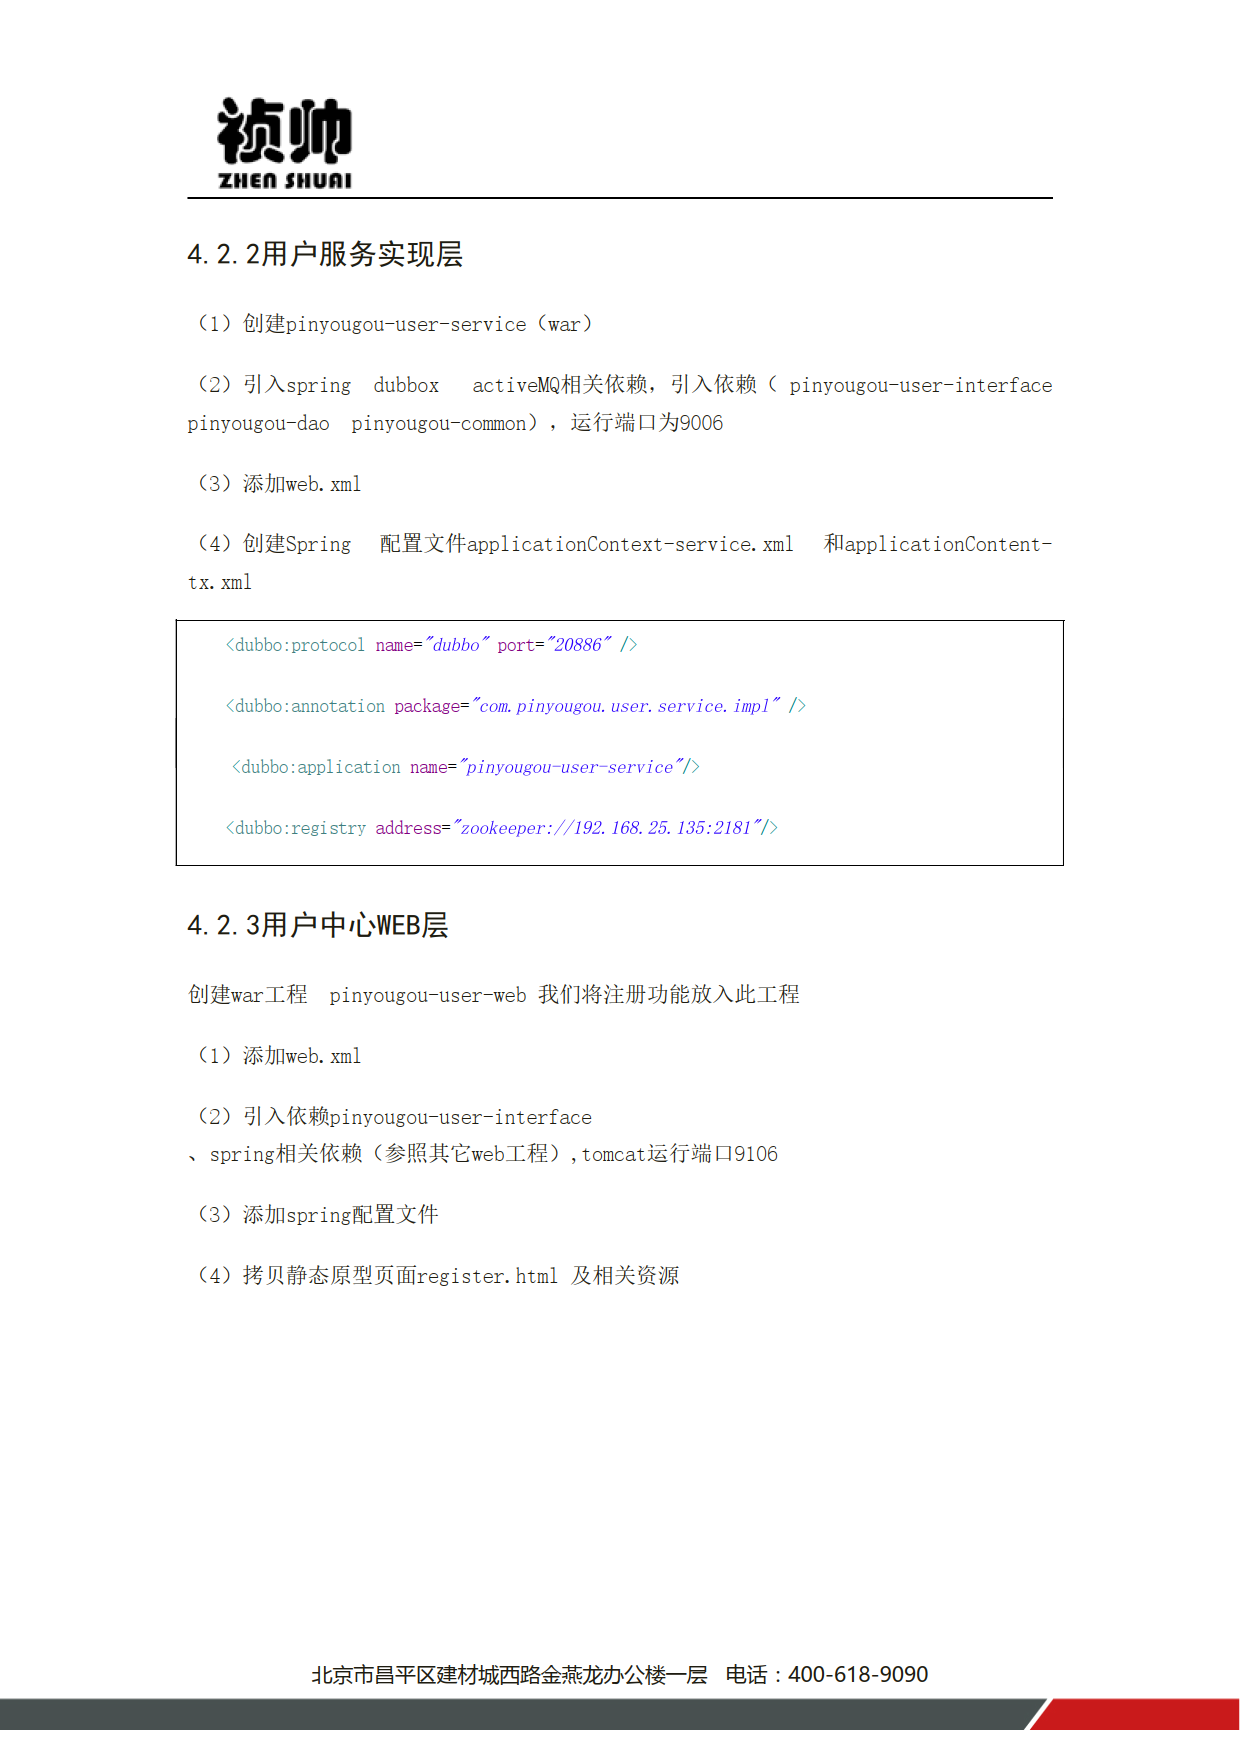 祯帅
ZHEN SHUAI
4.2.2用户服务实现层
（1）创建pinyougou-user-service（war）
（2）引入spring dubbox activeMQ相关依赖，引入依赖（ pinyougou-user-interface
pinyougou-dao pinyougou-common），运行端口为9006
（3）添加web.xml
（4）创建Spring 配置文件applicationContext-service.xml 和applicationContent-
tx.xml
<dubbo:protocol name="dubbo" port="20886" />
<dubbo:annotation package="com.pinyougou.user.service.impl" />
<dubbo:application name="pinyougou-user-service"/>
<dubbo:registry address="zookeeper://192.168.25.135:2181"/>
4.2.3用户中心WEB层
创建war工程 pinyougou-user-web 我们将注册功能放入此工程
（1）添加web.xml
（2）引入依赖pinyougou-user-interface
、spring相关依赖（参照其它web工程）,tomcat运行端口9106
（3）添加spring配置文件
（4）拷贝静态原型页面register.html 及相关资源
北京市昌平区建材城西路金燕龙办公楼一层 电话：400-618-9090